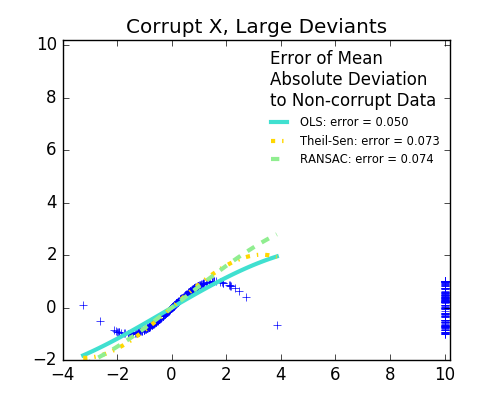 Corrupt X, Large Deviants
Error of Mean
Absolute Deviation
to Non-corrupt Data
OLS: error = 0.050
Theil-Sen: error = 0.073
RANSAC: error = 0.074
10
8
6
4
2
0
−2
−4 −2 0 2 4 6 8 10